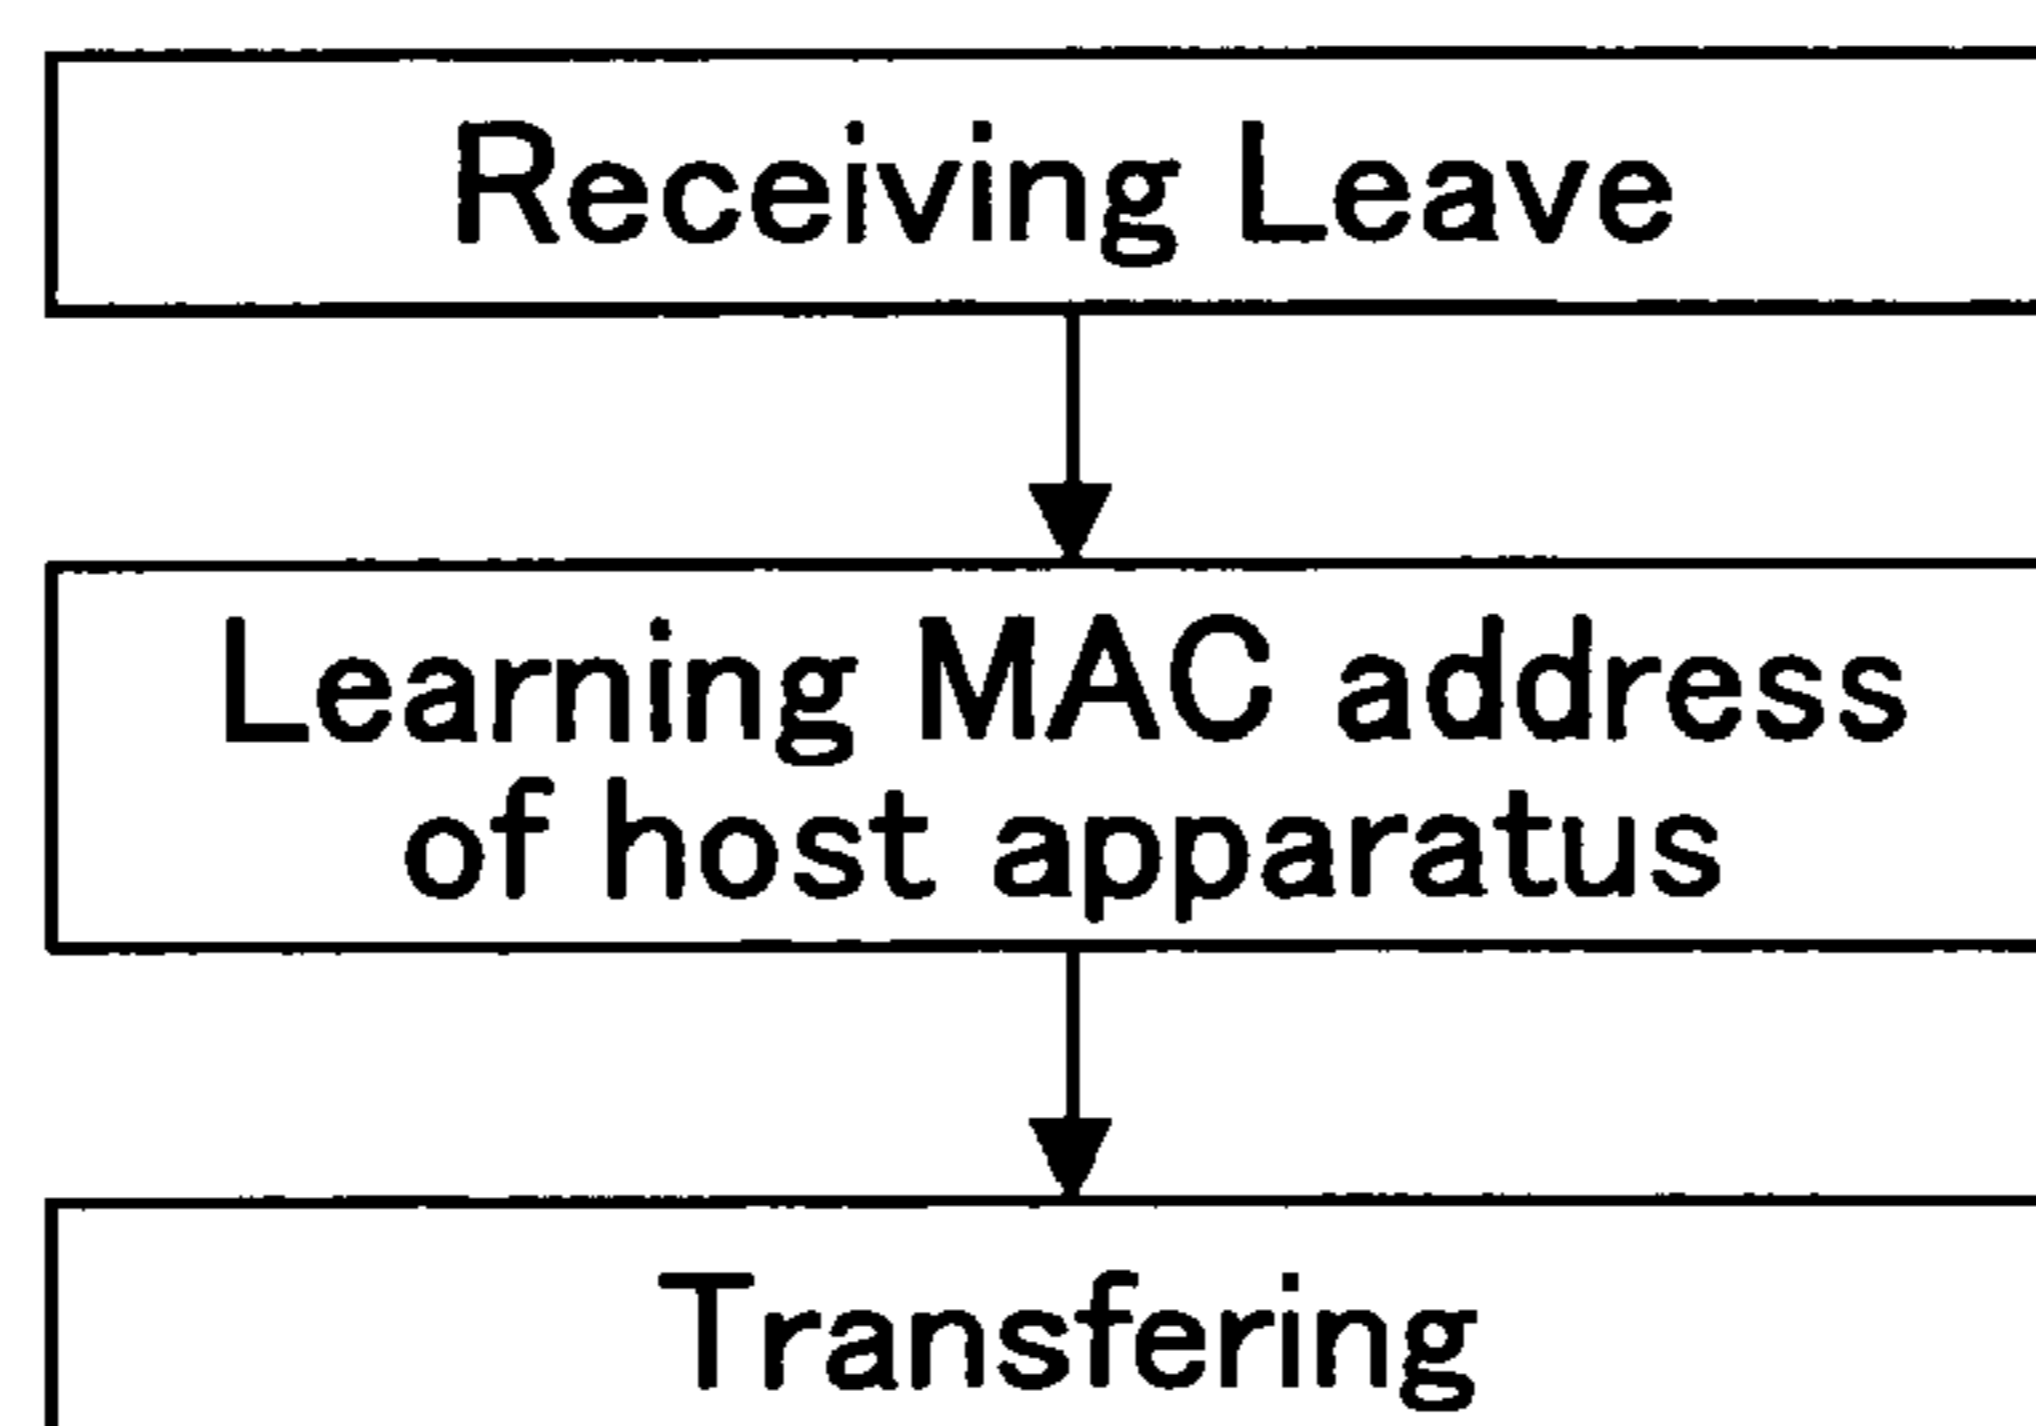 Receiving Leave
Learning MAC address
of host apparatus
Transfering